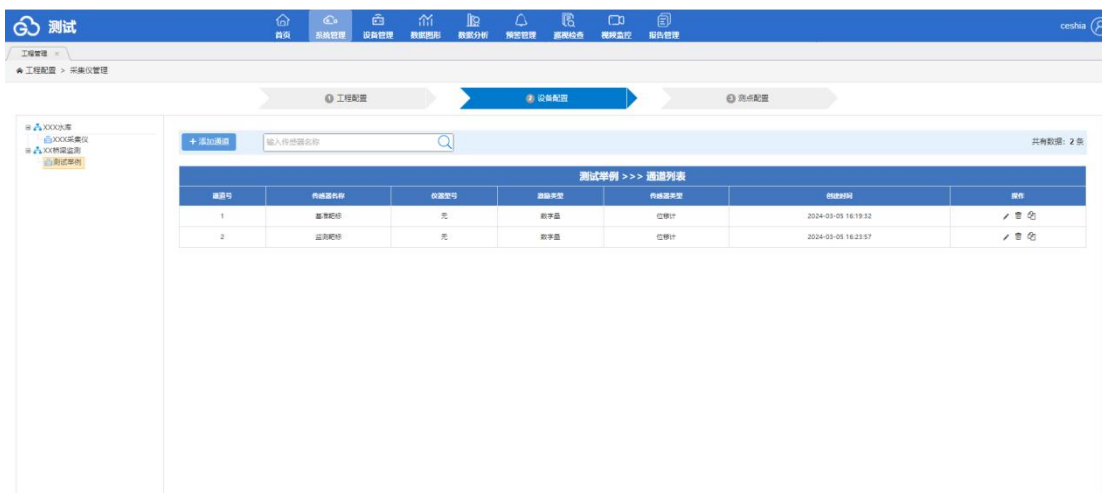 测试
首页 系统管理 设备管理 数据图形 数据分析 预警管理 巡视检查 视频监控 报告管理
ceshia
工程管理 ×
工程配置 > 采集仪管理
1 工程配置 2 设备配置 3 测点配置
XXX水库
XXX采集仪
XX桥梁监测
测试举例
+ 添加通道 输入传感器名称 共有数据: 2 条
测试举例 >>> 通道列表
通道号 传感器名称 仪器型号 激励类型 传感器类型 创建时间 操作
1 基准靶标 无 数字量 位移计 2024-03-05 16:19:32
2 监测靶标 无 数字量 位移计 2024-03-05 16:23:57